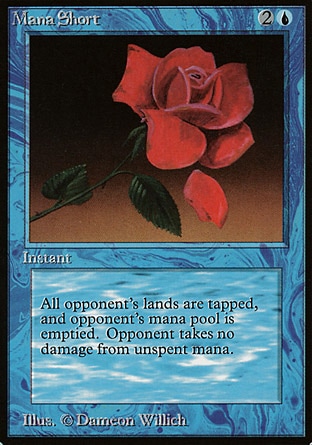 Mana Short 2
Instant
All opponent's lands are tapped,
and opponent's mana pool is
emptied. Opponent takes no
damage from unspent mana.
Illus. © Dameon Willich